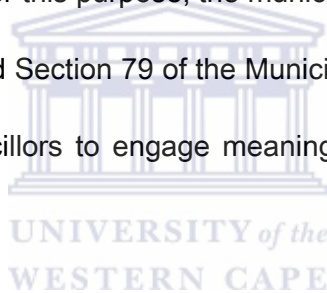 this purpose, the munic
d Section 79 of the Munici
cillors to engage meaning
UNIVERSITY of the
WESTERN CAPE